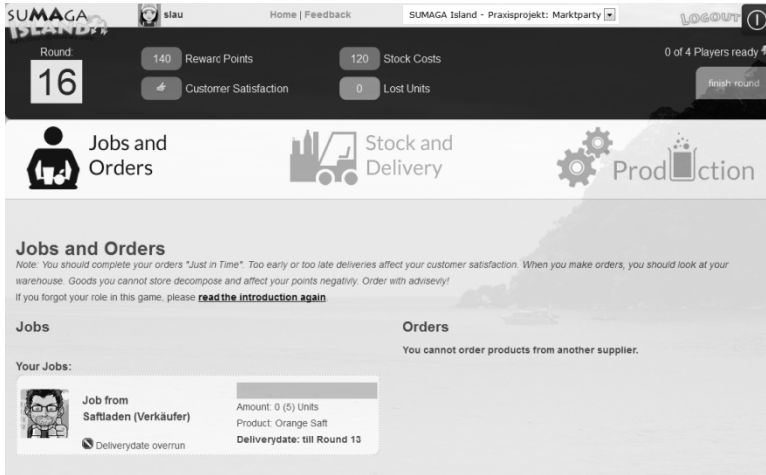 SUMAGA
ISLAND
slau
Home | Feedback
SUMAGA Island - Praxisprojekt: Marktparty
LOGOUT
Round:
16
140 Reward Points
120 Stock Costs
0 of 4 Players ready
Customer Satisfaction
0 Lost Units
finish round
Jobs and
Orders
Stock and
Delivery
Production
Jobs and Orders
Note: You should complete your orders "Just in Time". Too early or too late deliveries affect your customer satisfaction. When you make orders, you should look at your
warehouse. Goods you cannot store decompose and affect your points negativly. Order with advisevly!
If you forgot your role in this game, please read the introduction again.
Jobs
Orders
You cannot order products from another supplier.
Your Jobs:
Job from
Saftladen (Verkäufer)
Deliverydate overrun
Amount: 0 (5) Units
Product: Orange Saft
Deliverydate: till Round 13